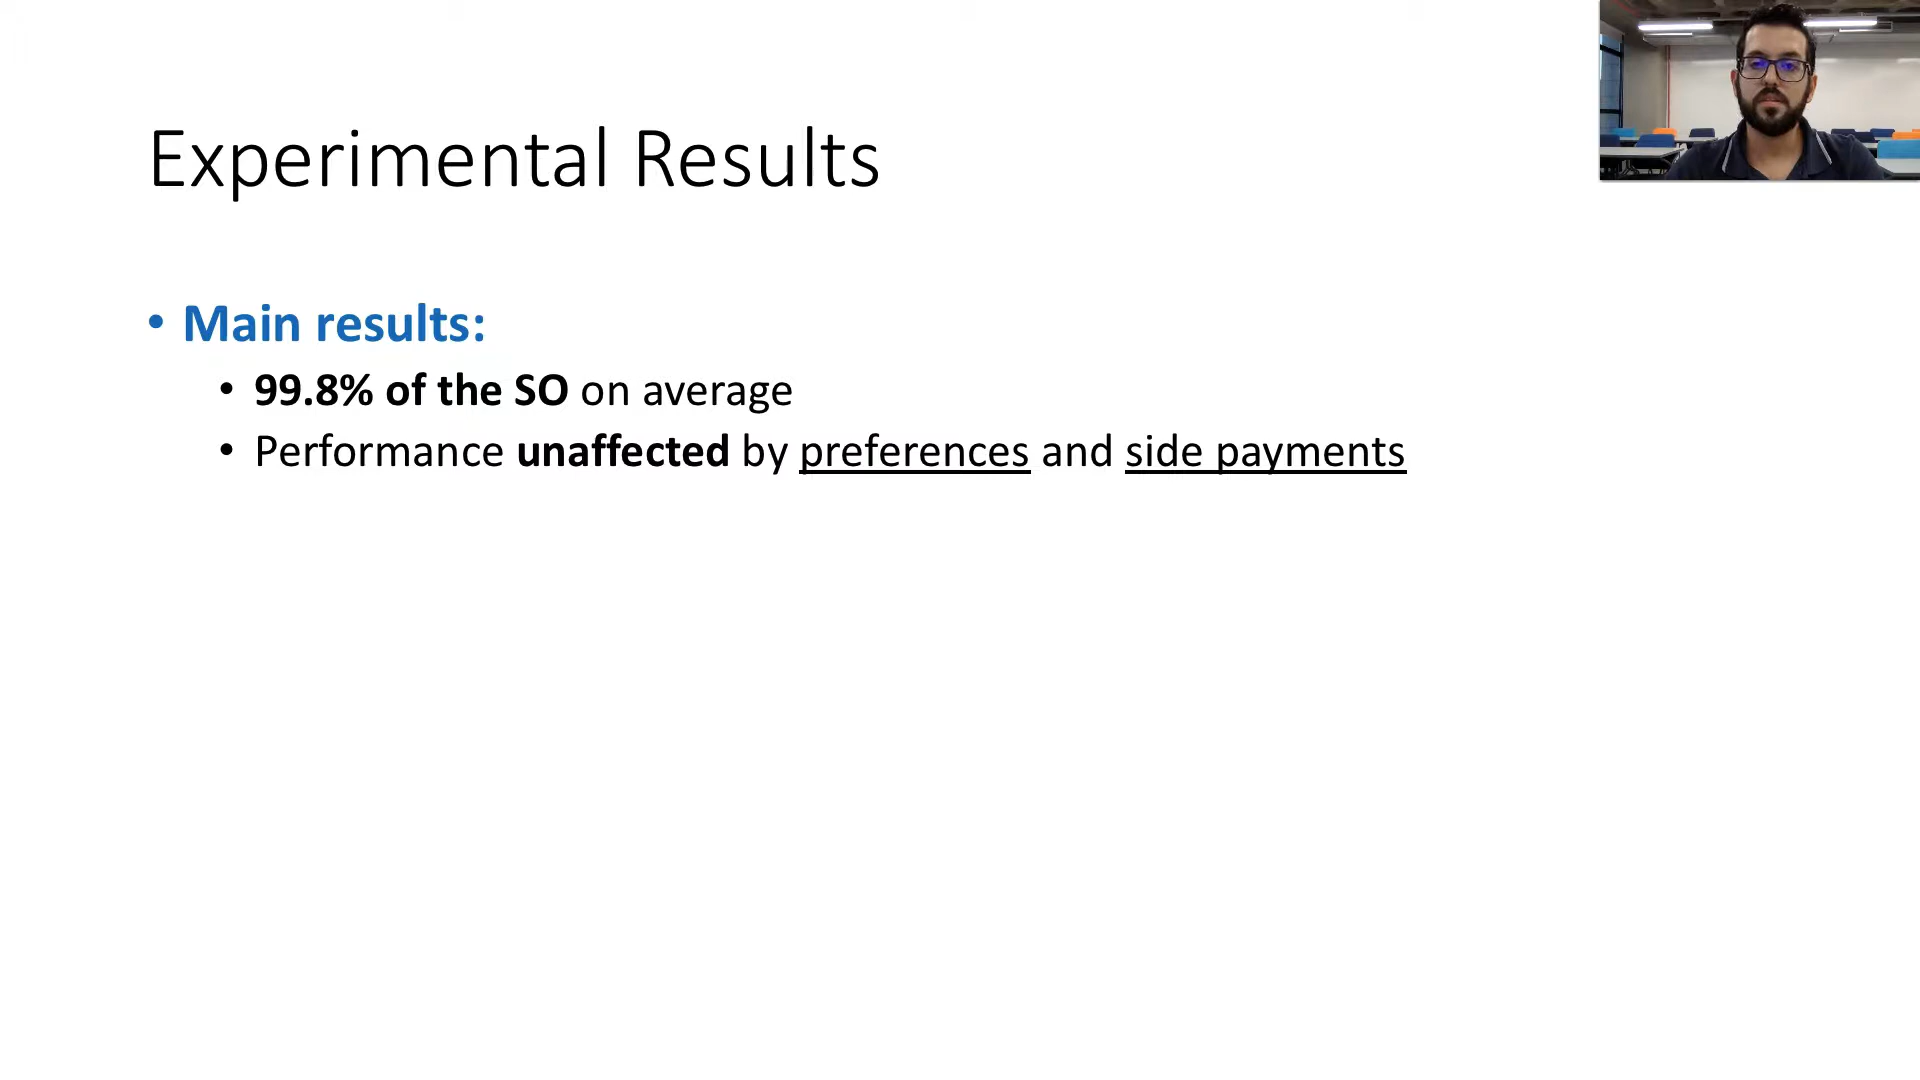 Experimental Results
• Main results:
• 99.8% of the SO on average
• Performance unaffected by preferences and side payments